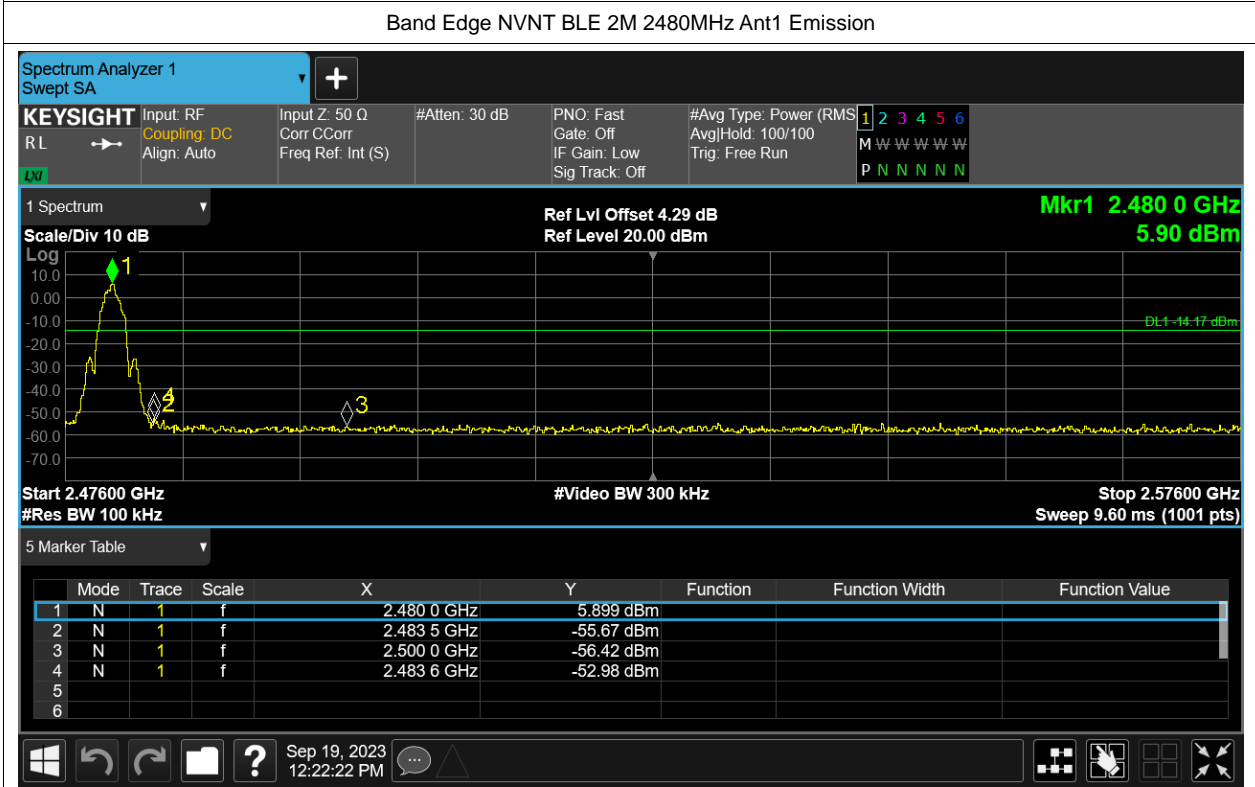 Band Edge NVNT BLE 2M 2480MHz Ant1 Emission
Spectrum Analyzer 1
Swept SA
KEYSIGHT
RL
LXI
Input: RF
Coupling: DC
Align: Auto
Input Z: 50 Ω
Corr CCorr
Freq Ref: Int (S)
#Atten: 30 dB
PNO: Fast
Gate: Off
IF Gain: Low
Sig Track: Off
#Avg Type: Power (RMS
Avg|Hold: 100/100
Trig: Free Run
1 2 3 4 5 6
M W W W W W
P N N N N N
1 Spectrum
Scale/Div 10 dB
Ref Lvl Offset 4.29 dB
Ref Level 20.00 dBm
Mkr1 2.480 0 GHz
5.90 dBm
Log
10.0
0.00
-10.0
-20.0
-30.0
-40.0
-50.0
-60.0
-70.0
1
DL1 -14.17 dBm
4
2
3
Start 2.47600 GHz
#Video BW 300 kHz
Stop 2.57600 GHz
#Res BW 100 kHz
Sweep 9.60 ms (1001 pts)
5 Marker Table
Mode Trace Scale X Y Function Function Width Function Value
1 N 1 f 2.480 0 GHz 5.899 dBm
2 N 1 f 2.483 5 GHz -55.67 dBm
3 N 1 f 2.500 0 GHz -56.42 dBm
4 N 1 f 2.483 6 GHz -52.98 dBm
5
6
?
Sep 19, 2023
12:22:22 PM